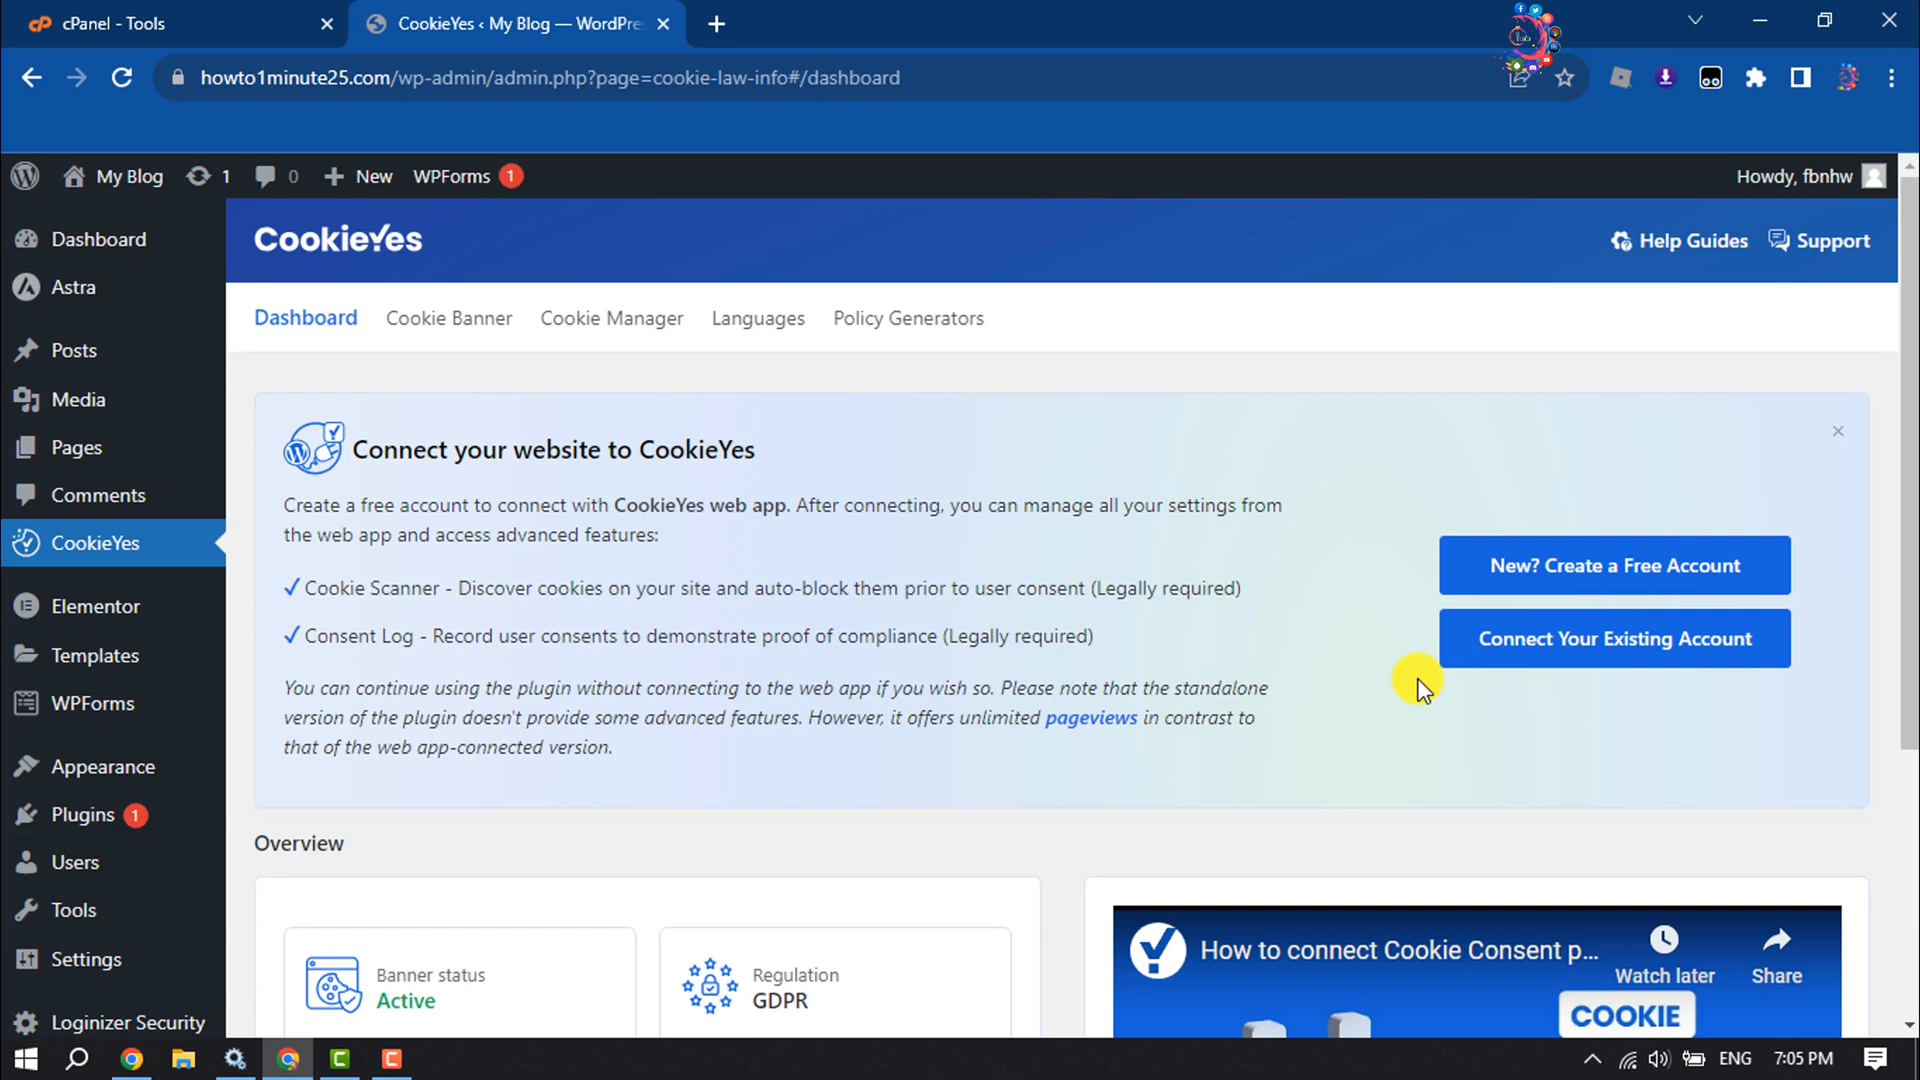 cPanel - Tools
CookieYes ‹ My Blog — WordPre
howto1minute25.com/wp-admin/admin.php?page=cookie-law-info#/dashboard
My Blog
1
0
New
WPForms
1
Howdy, fbnhw
Dashboard
Astra
Posts
Media
Pages
Comments
CookieYes
Elementor
Templates
WPForms
Appearance
Plugins
1
Users
Tools
Settings
Loginizer Security
CookieYes
Help Guides
Support
Dashboard
Cookie Banner
Cookie Manager
Languages
Policy Generators
Connect your website to CookieYes
Create a free account to connect with CookieYes web app. After connecting, you can manage all your settings from
the web app and access advanced features:
Cookie Scanner - Discover cookies on your site and auto-block them prior to user consent (Legally required)
Consent Log - Record user consents to demonstrate proof of compliance (Legally required)
You can continue using the plugin without connecting to the web app if you wish so. Please note that the standalone
version of the plugin doesn't provide some advanced features. However, it offers unlimited pageviews in contrast to
that of the web app-connected version.
New? Create a Free Account
Connect Your Existing Account
Overview
Banner status
Active
Regulation
GDPR
How to connect Cookie Consent p...
Watch later
Share
COOKIE
ENG
7:05 PM